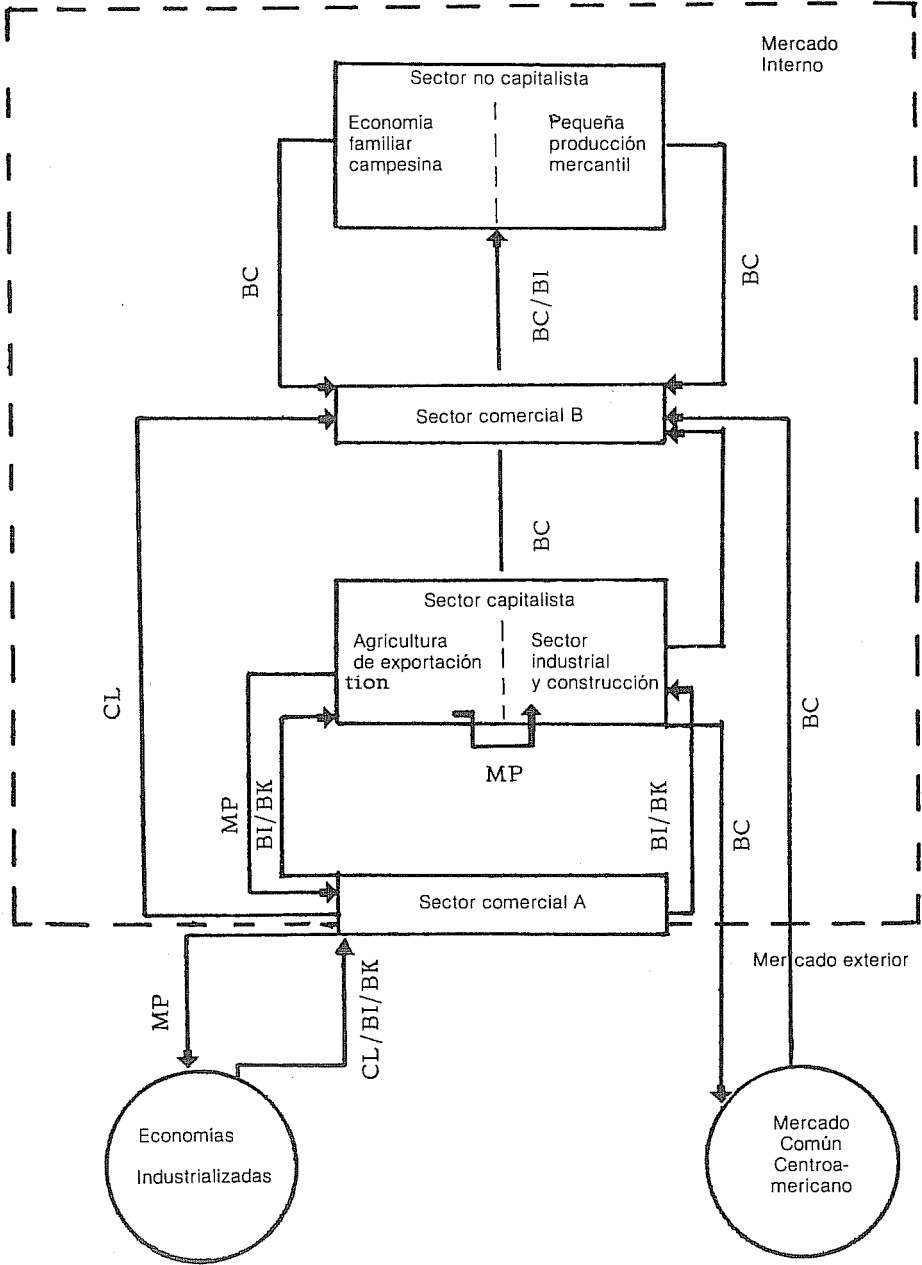 Mercado
Interno
Sector no capitalista
Economía
familiar
campesina
Pequeña
producción
mercantil
BC
BC/BI
BC
Sector comercial B
BC
Sector capitalista
Agricultura
de exportación
tion
Sector
industrial
y construcción
CL
MP
BI/BK
MP
BI/BK
BC
BC
Sector comercial A
Mercado exterior
MP
CL/BI/BK
Economías
Industrializadas
Mercado
Común
Centroa-
mericano